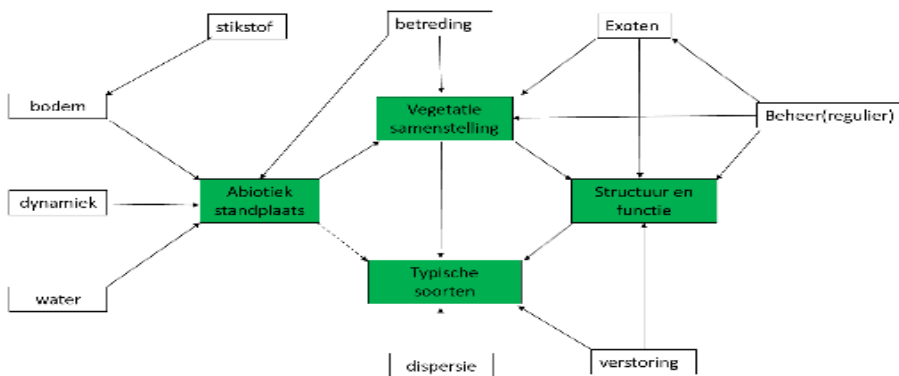 stikstof
betreding
Exoten
bodem
Vegetatie
samenstelling
Beheer(regulier)
dynamiek
Abiotiek
standplaats
Structuur en
functie
water
Typische
soorten
dispersie
verstoring